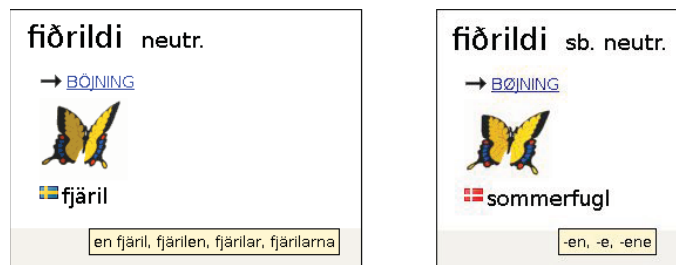 fiðrildi neutr.
→ BÖJNING
fjäril
en fjäril, fjärilen, fjärilar, fjärilarna
fiðrildi sb. neutr.
→ BØJNING
sommerfugl
-en, -e, -ene